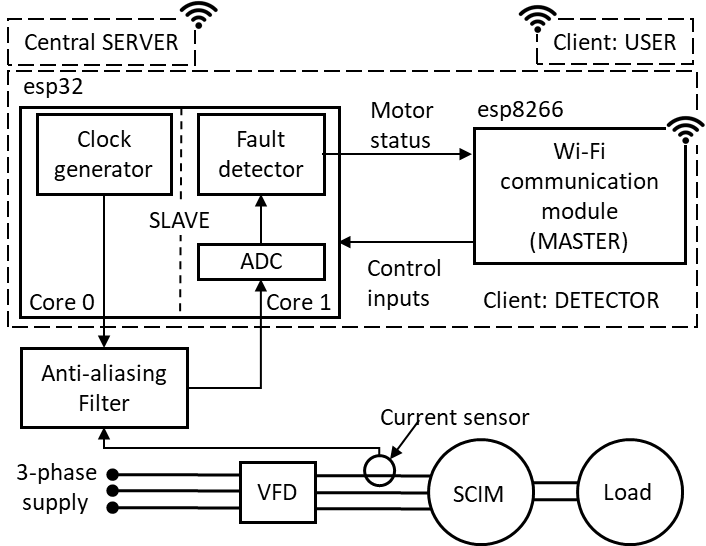 Central SERVER
Client: USER
esp32
Clock
generator
Fault
detector
Motor
status
esp8266
Wi-Fi
communication
module
(MASTER)
SLAVE
ADC
Control
inputs
Core 0
Core 1
Client: DETECTOR
Anti-aliasing
Filter
Current sensor
3-phase
supply
VFD
SCIM
Load